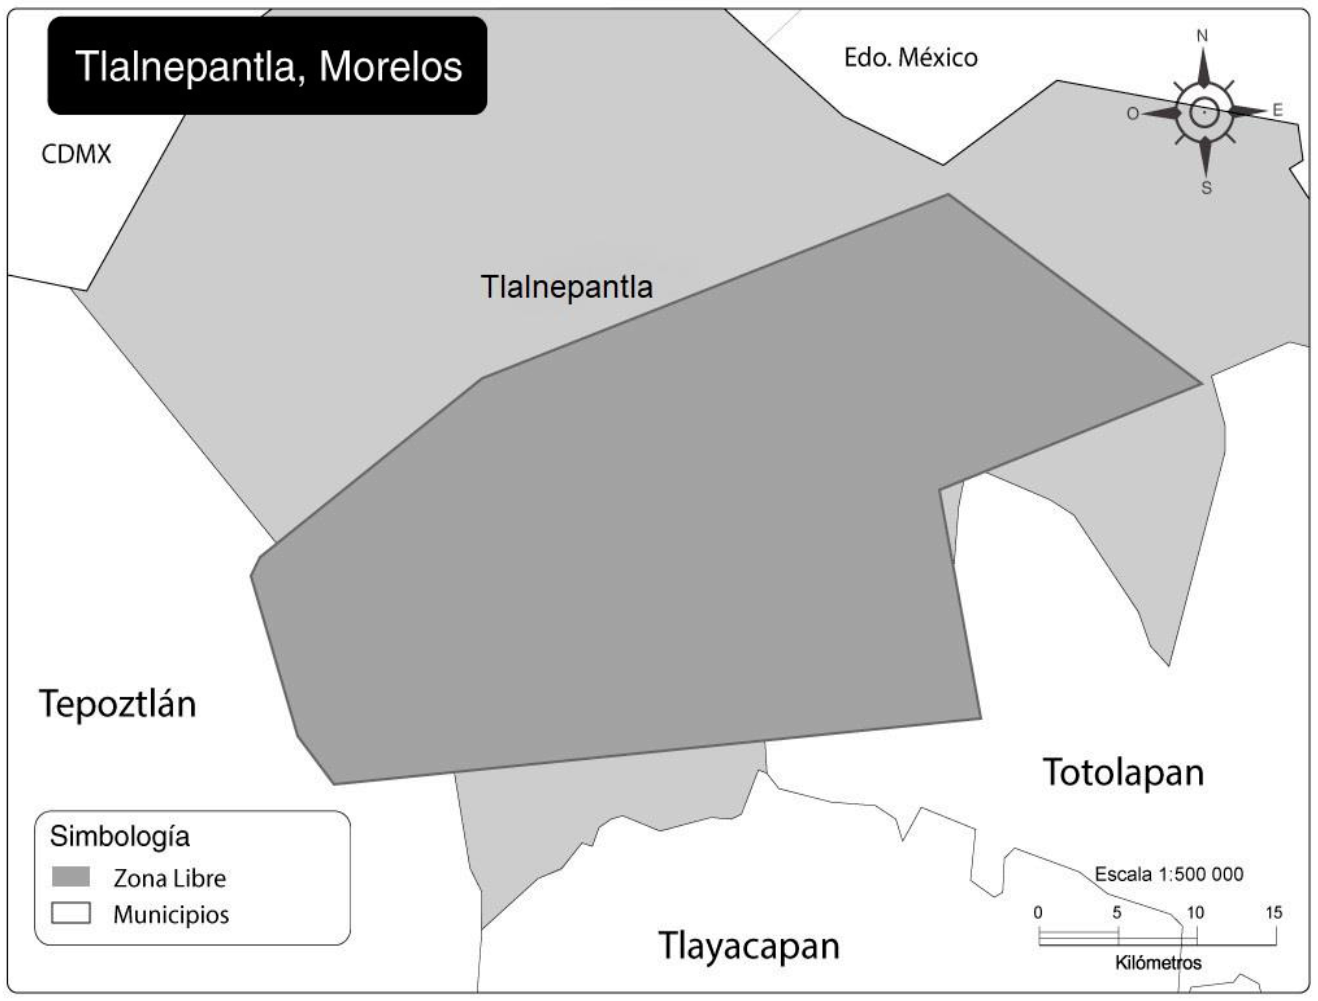 Tlalnepantla, Morelos
Edo. México
N
O
E
S
CDMX
Tlalnepantla
Tepoztlán
Totolapan
Simbología
Zona Libre
Municipios
Tlayacapan
Escala 1:500 000
0 5 10 15
Kilómetros